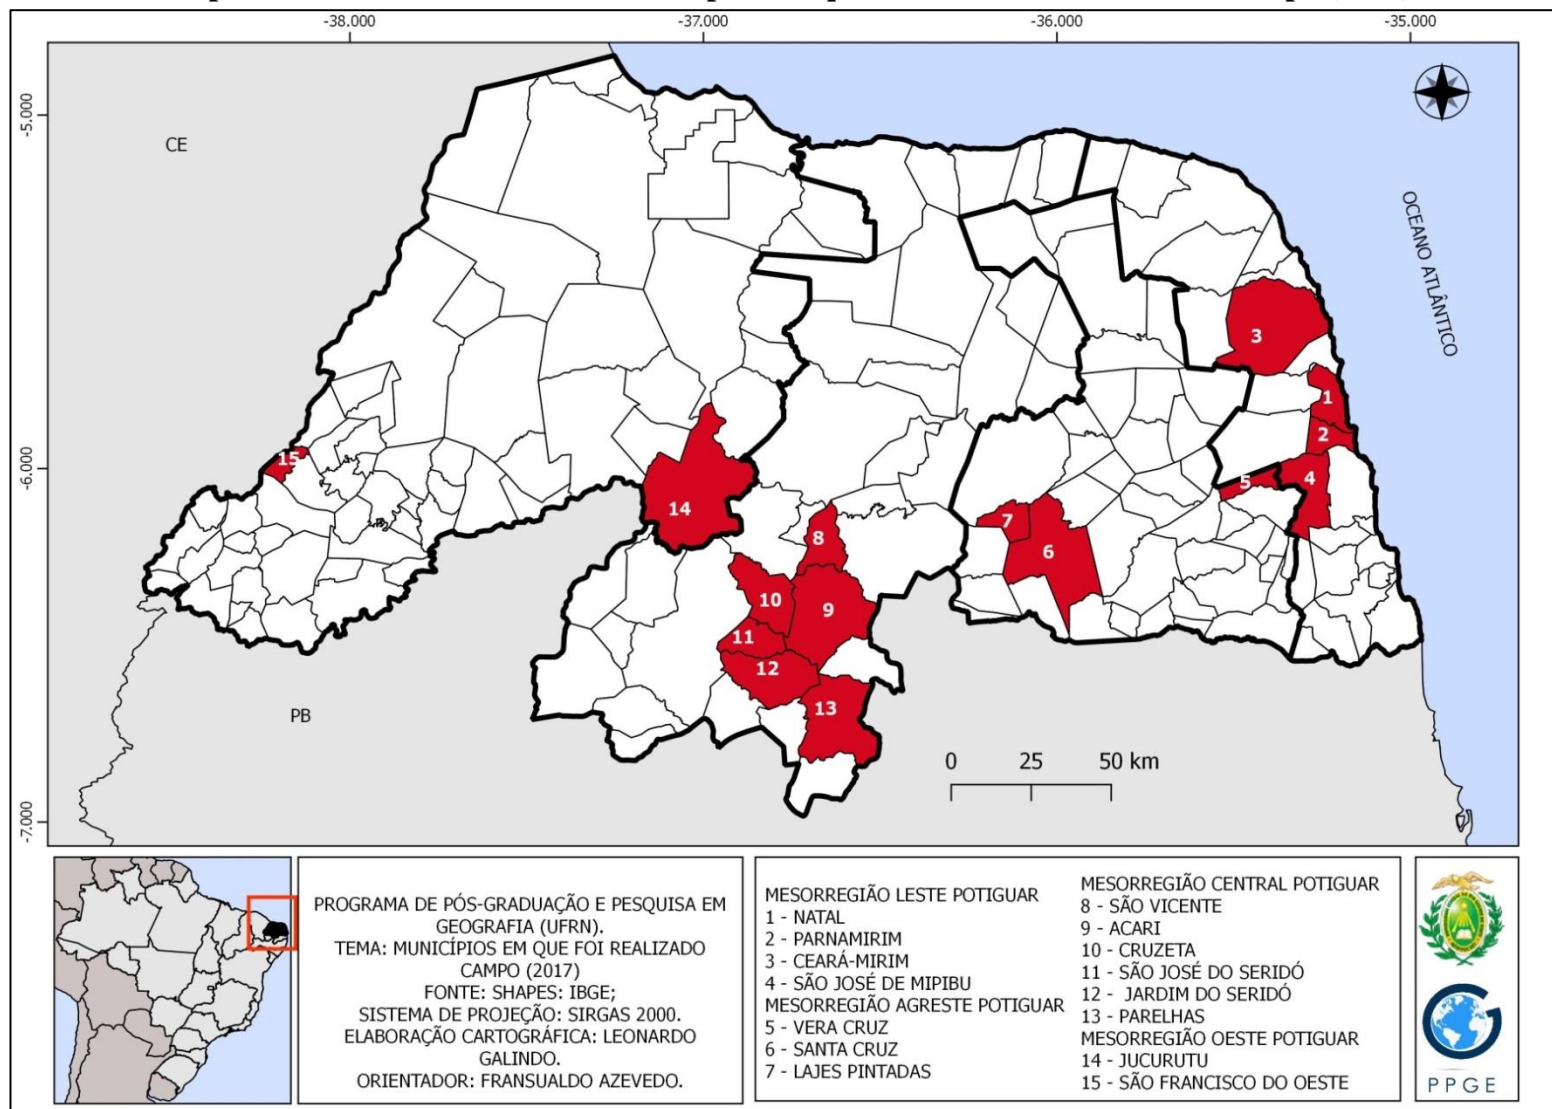 -38.000
-37.000
-36.000
-35.000
-5.000
-6.000
-7.000
CE
PB
OCEANO ATLÂNTICO
3
1
2
4
5
15
14
7
6
8
10
9
11
12
13
0 25 50 km
PROGRAMA DE PÓS-GRADUAÇÃO E PESQUISA EM
GEOGRAFIA (UFRN).
TEMA: MUNICÍPIOS EM QUE FOI REALIZADO
CAMPO (2017)
FONTE: SHAPES: IBGE;
SISTEMA DE PROJEÇÃO: SIRGAS 2000.
ELABORAÇÃO CARTOGRÁFICA: LEONARDO
GALINDO.
ORIENTADOR: FRANSUALDO AZEVEDO.
MESORREGIÃO LESTE POTIGUAR
1 - NATAL
2 - PARNAMIRIM
3 - CEARÁ-MIRIM
4 - SÃO JOSÉ DE MIPIBU
MESORREGIÃO AGRESTE POTIGUAR
5 - VERA CRUZ
6 - SANTA CRUZ
7 - LAJES PINTADAS
MESORREGIÃO CENTRAL POTIGUAR
8 - SÃO VICENTE
9 - ACARI
10 - CRUZETA
11 - SÃO JOSÉ DO SERIDÓ
12 - JARDIM DO SERIDÓ
13 - PARELHAS
MESORREGIÃO OESTE POTIGUAR
14 - JUCURUTU
15 - SÃO FRANCISCO DO OESTE
PPGE